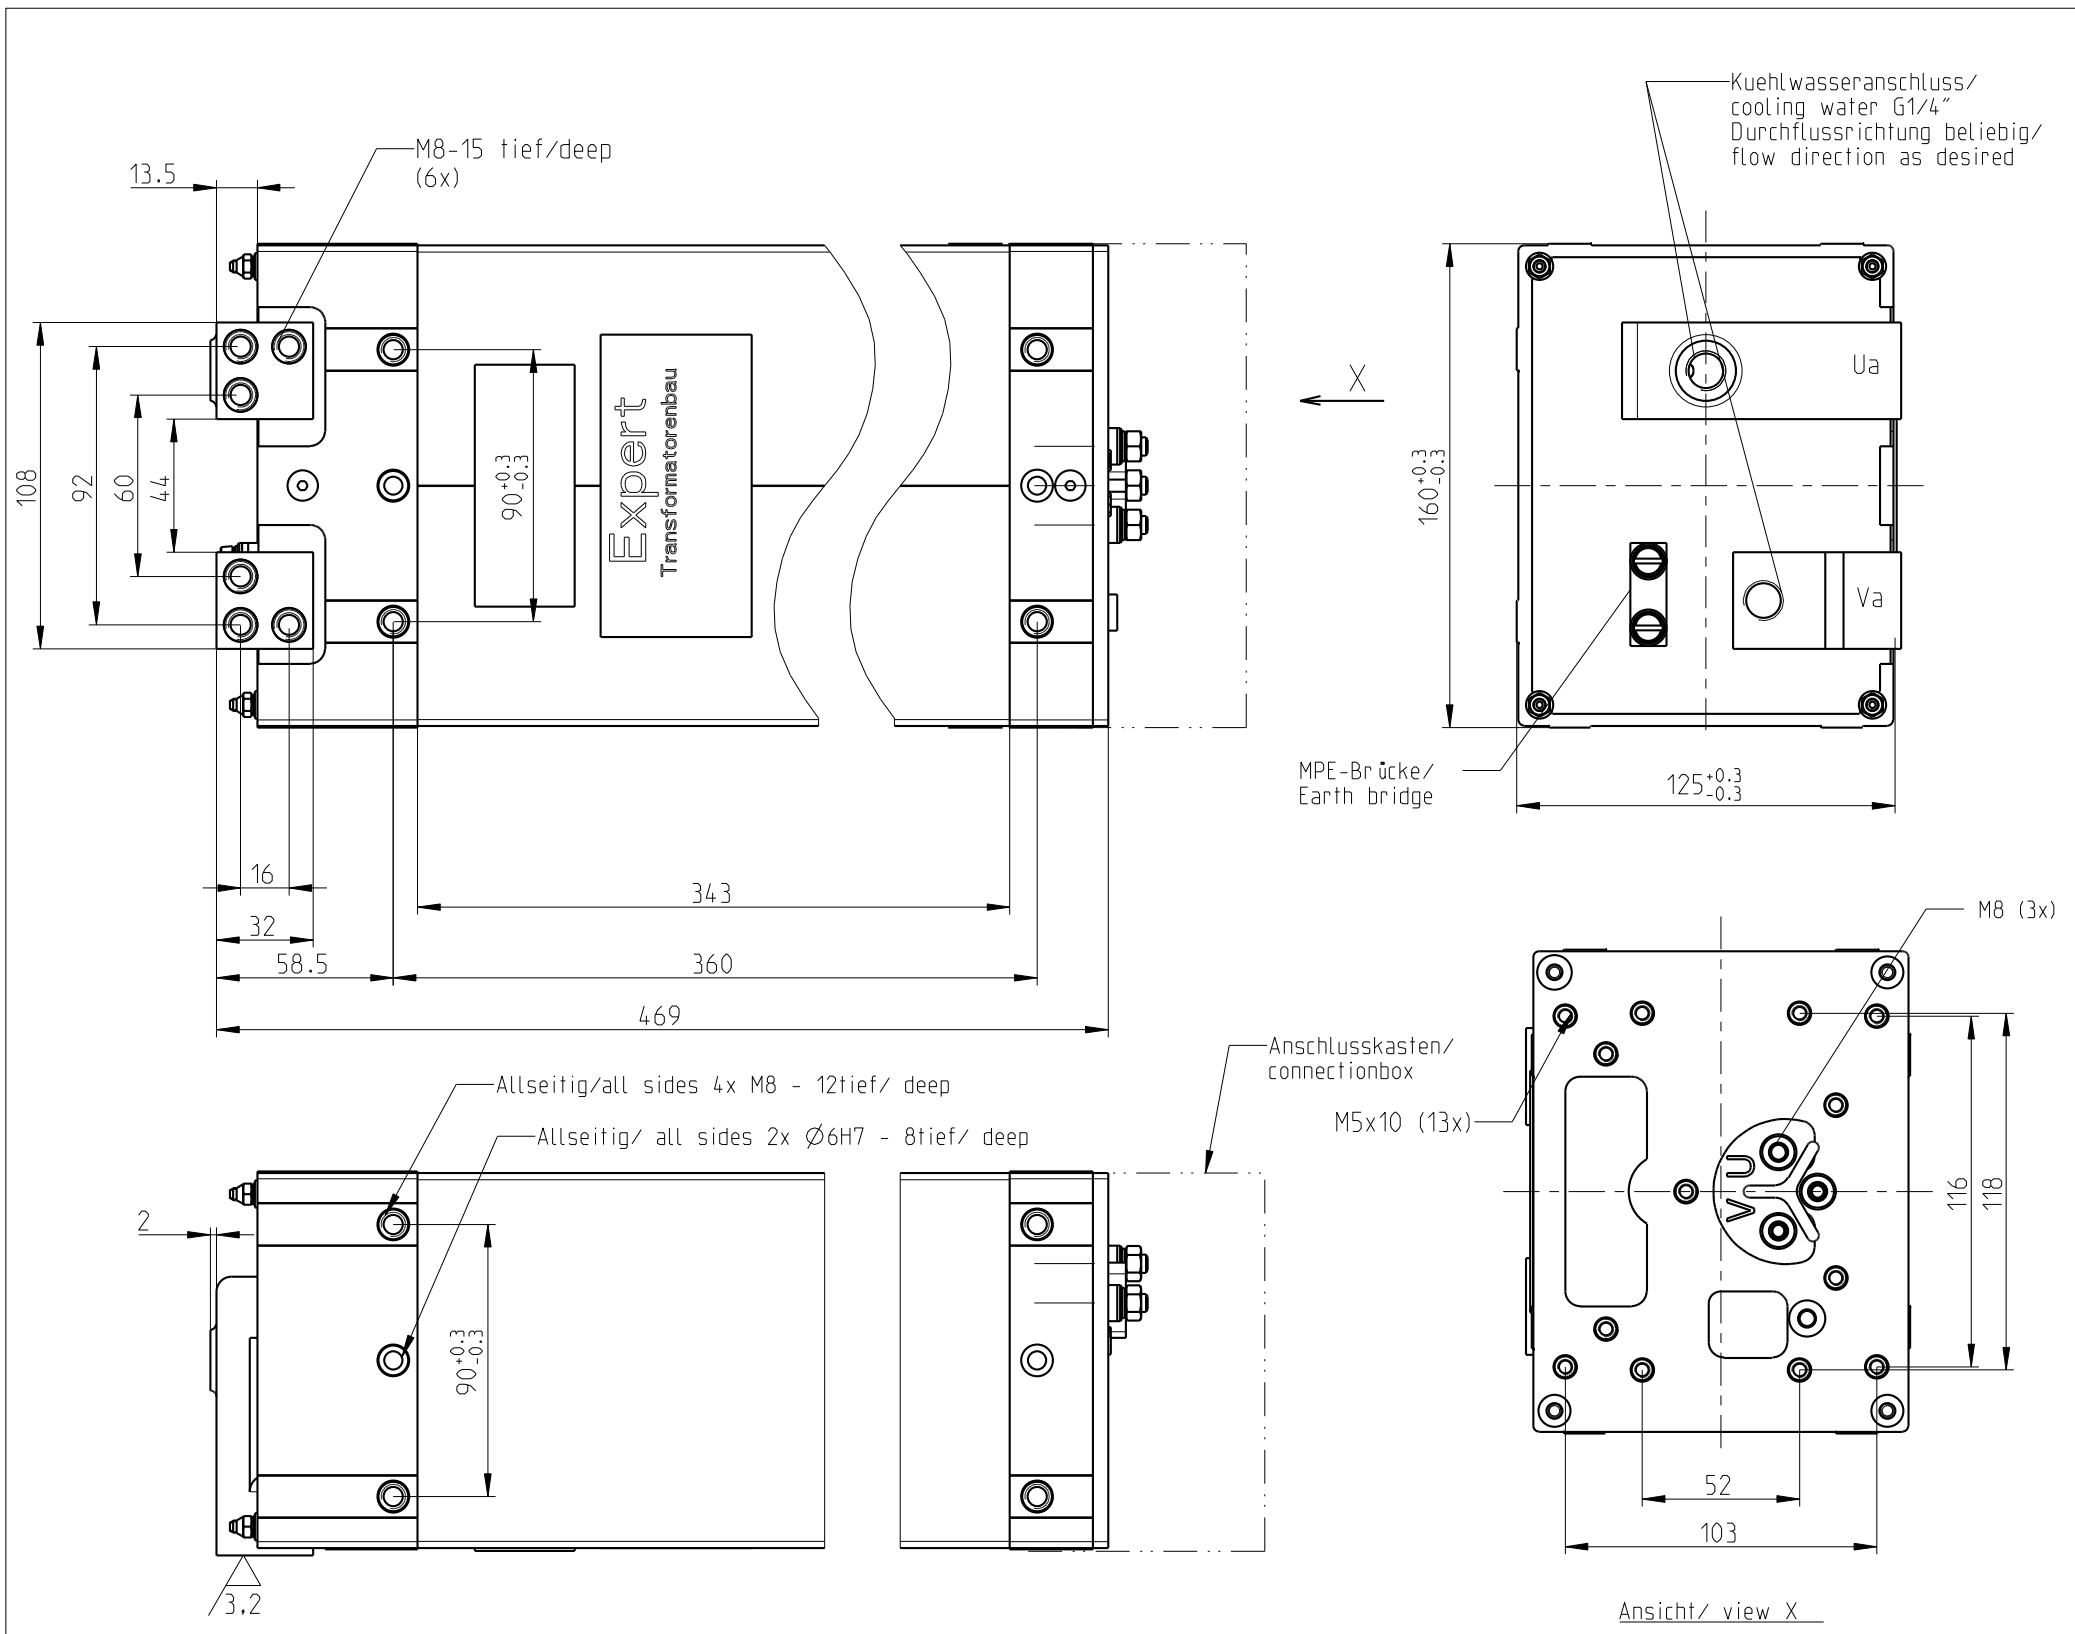 Kuehlwasseranschluss/
cooling water G1/4"
Durchflussrichtung beliebig/
flow direction as desired
M8-15 tief/deep
(6x)
13.5
108
92
60
44
90+0.3
-0.3
Expert
Transformatorenbau
X
160+0.3
-0.3
Ua
Va
MPE-Brücke/
Earth bridge
125+0.3
-0.3
16
32
58.5
343
360
469
M8 (3x)
Anschlusskasten/
connectionbox
M5x10 (13x)
Allseitig/all sides 4x M8 - 12tief/ deep
Allseitig/ all sides 2x Ø6H7 - 8tief/ deep
2
90+0.3
-0.3
3,2
U
V
116
118
52
103
Ansicht/ view X